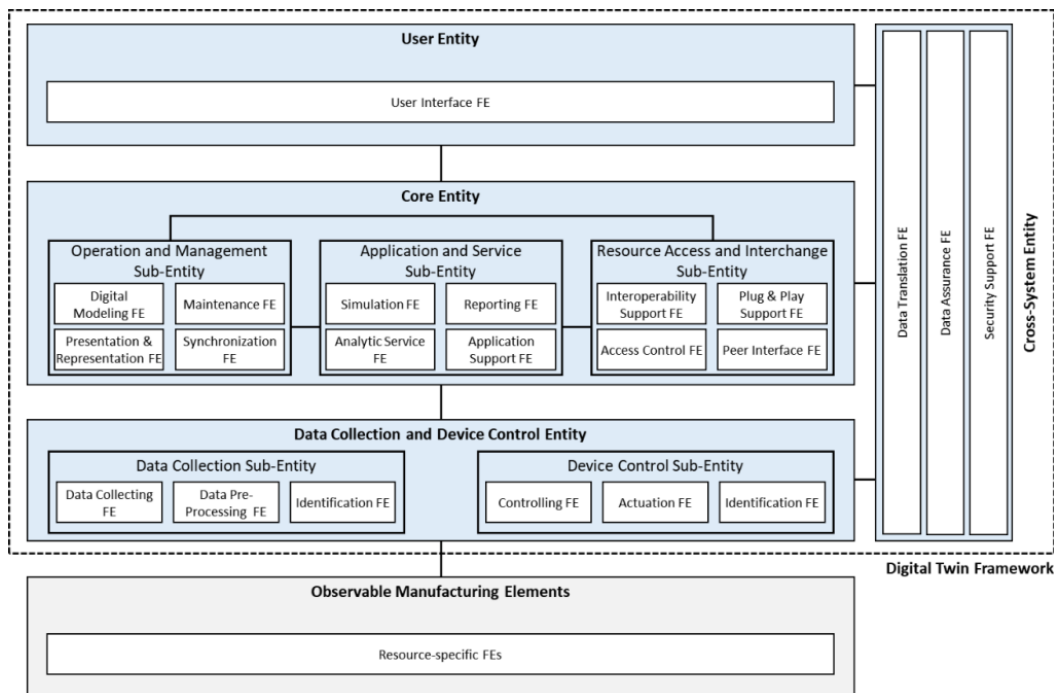 User Entity
User Interface FE
Core Entity
Operation and Management
Sub-Entity
Digital
Modeling FE
Maintenance FE
Presentation &
Representation FE
Synchronization
FE
Application and Service
Sub-Entity
Simulation FE
Reporting FE
Analytic Service
FE
Application
Support FE
Resource Access and Interchange
Sub-Entity
Interoperability
Support FE
Plug & Play
Support FE
Access Control FE
Peer Interface FE
Data Collection and Device Control Entity
Data Collection Sub-Entity
Data Collecting
FE
Data Pre-
Processing FE
Identification FE
Device Control Sub-Entity
Controlling FE
Actuation FE
Identification FE
Data Translation FE
Data Assurance FE
Security Support FE
Cross-System Entity
Digital Twin Framework
Observable Manufacturing Elements
Resource-specific FEs